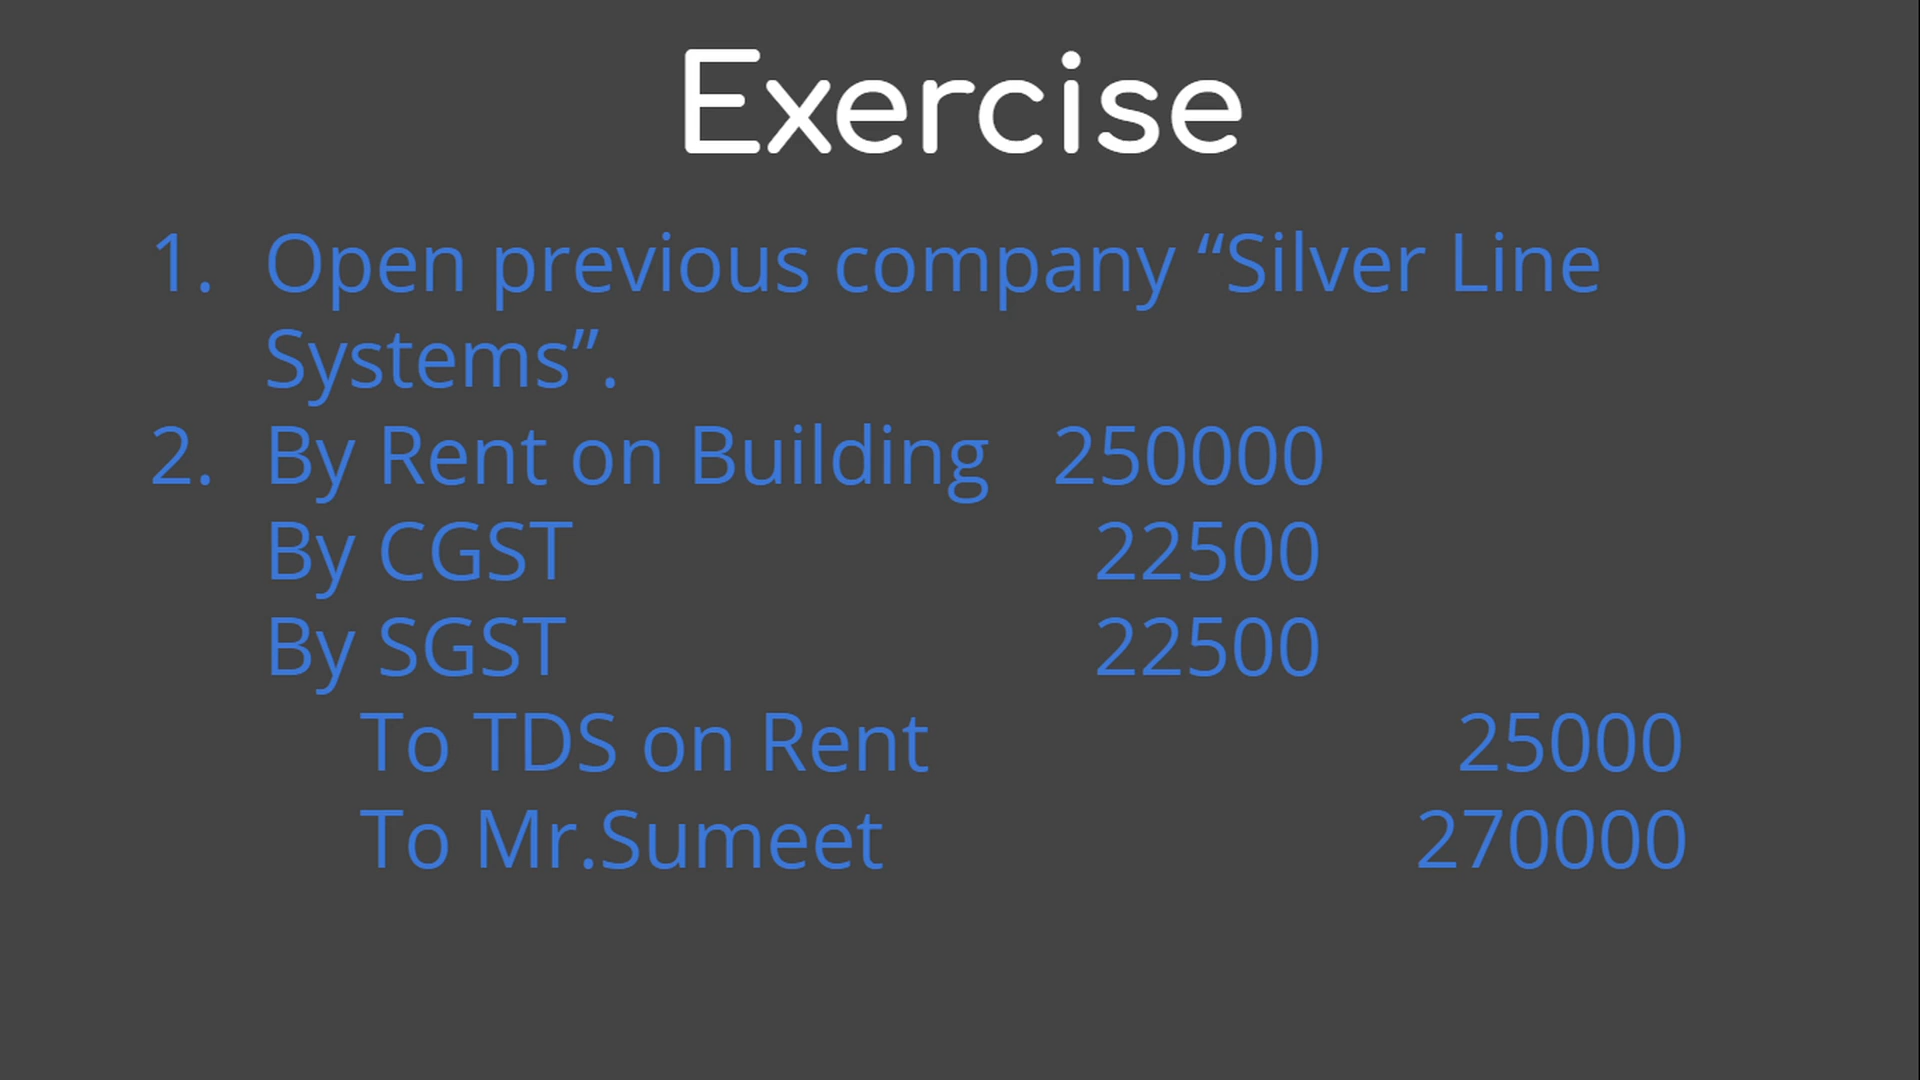 Exercise
1. Open previous company “Silver Line
Systems”.
2. By Rent on Building 250000
By CGST 22500
By SGST 22500
To TDS on Rent 25000
To Mr.Sumeet 270000